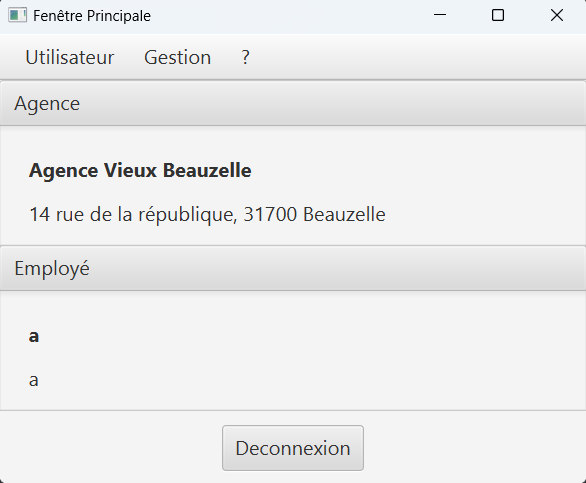 Fenêtre Principale
Utilisateur Gestion ?
Agence
Agence Vieux Beauzelle
14 rue de la république, 31700 Beauzelle
Employé
a
a
Deconnexion